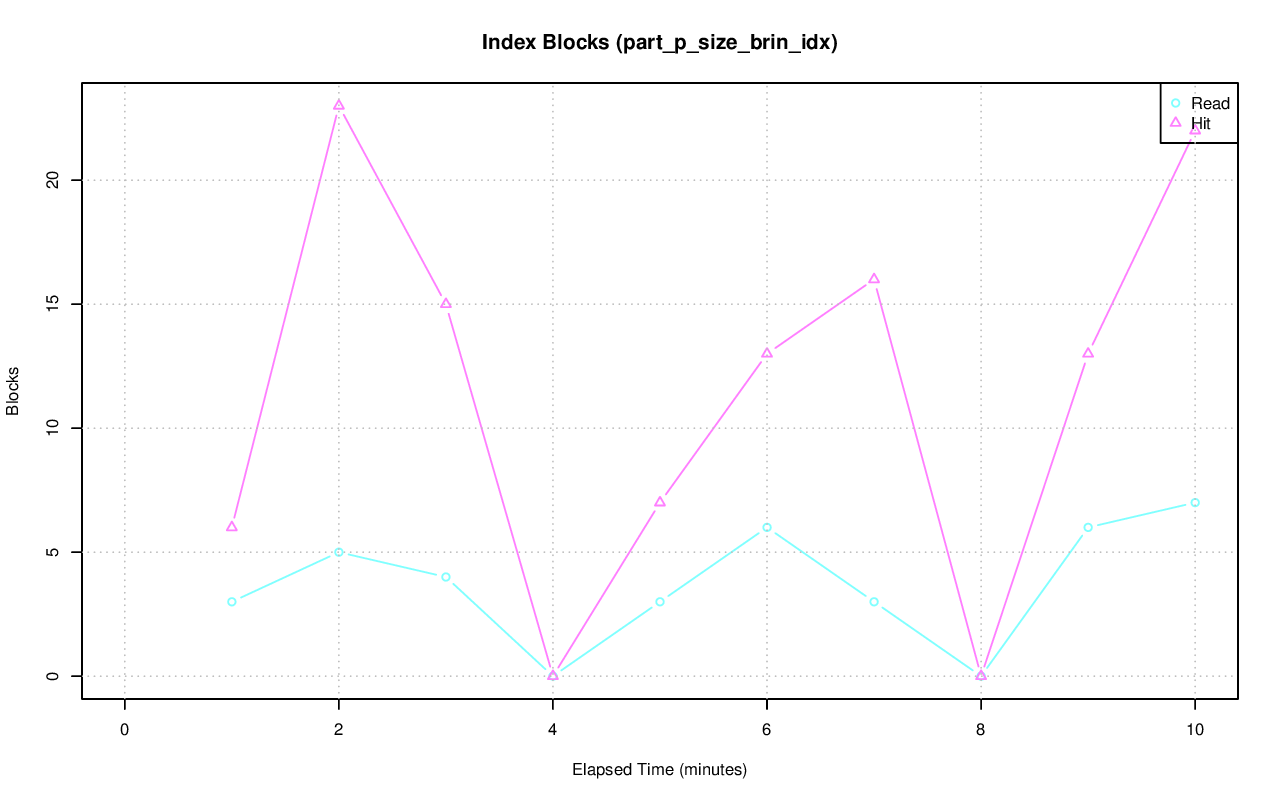 Index Blocks (part_p_size_brin_idx)
Read
Hit
Blocks
20
15
10
5
0
0 2 4 6 8 10
Elapsed Time (minutes)